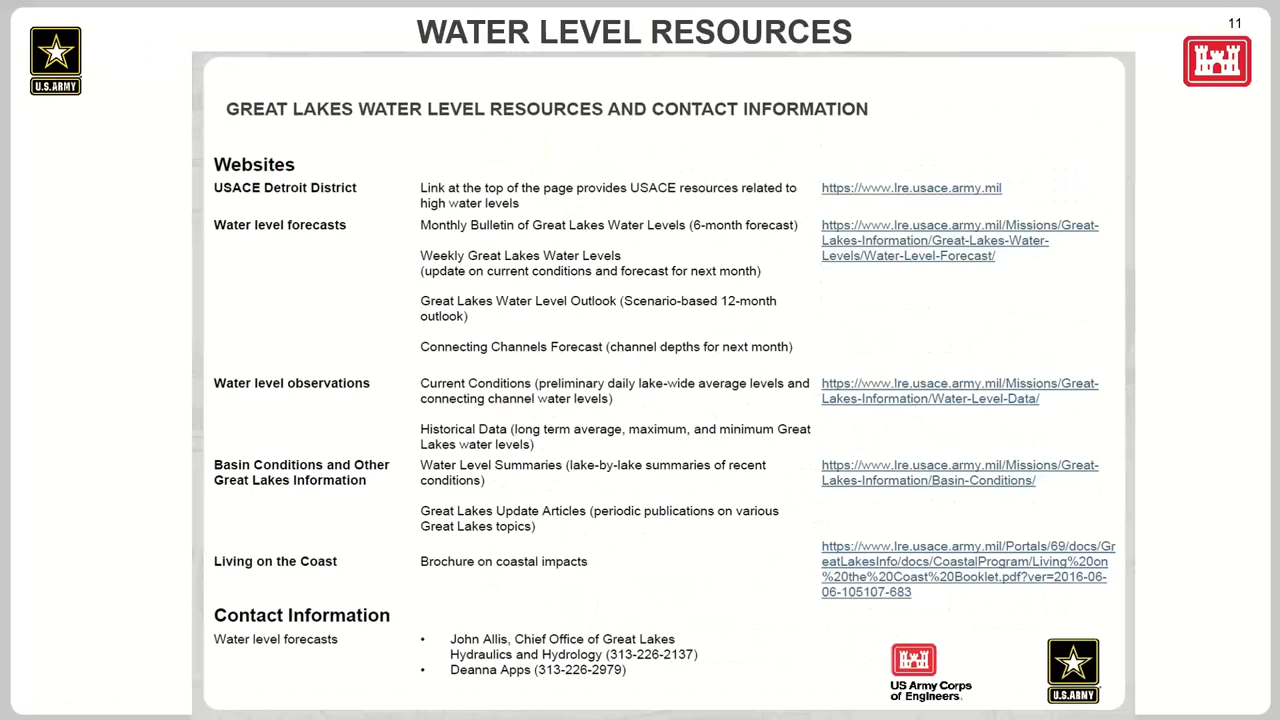 WATER LEVEL RESOURCES
11
U.S.ARMY
GREAT LAKES WATER LEVEL RESOURCES AND CONTACT INFORMATION
Websites
USACE Detroit District
Link at the top of the page provides USACE resources related to
high water levels
https://www.lre.usace.army.mil
Water level forecasts
Monthly Bulletin of Great Lakes Water Levels (6-month forecast)
Weekly Great Lakes Water Levels
(update on current conditions and forecast for next month)
Great Lakes Water Level Outlook (Scenario-based 12-month
outlook)
Connecting Channels Forecast (channel depths for next month)
https://www.lre.usace.army.mil/Missions/Great-
Lakes-Information/Great-Lakes-Water-
Levels/Water-Level-Forecast/
Water level observations
Current Conditions (preliminary daily lake-wide average levels and
connecting channel water levels)
Historical Data (long term average, maximum, and minimum Great
Lakes water levels)
https://www.lre.usace.army.mil/Missions/Great-
Lakes-Information/Water-Level-Data/
Basin Conditions and Other
Great Lakes Information
Water Level Summaries (lake-by-lake summaries of recent
conditions)
Great Lakes Update Articles (periodic publications on various
Great Lakes topics)
https://www.lre.usace.army.mil/Missions/Great-
Lakes-Information/Basin-Conditions/
Living on the Coast
Brochure on coastal impacts
https://www.lre.usace.army.mil/Portals/69/docs/Gr
eatLakesInfo/docs/CoastalProgram/Living%20on
%20the%20Coast%20Booklet.pdf?ver=2016-06-
06-105107-683
Contact Information
Water level forecasts
• John Allis, Chief Office of Great Lakes
Hydraulics and Hydrology (313-226-2137)
• Deanna Apps (313-226-2979)
US Army Corps
of Engineers.
U.S.ARMY